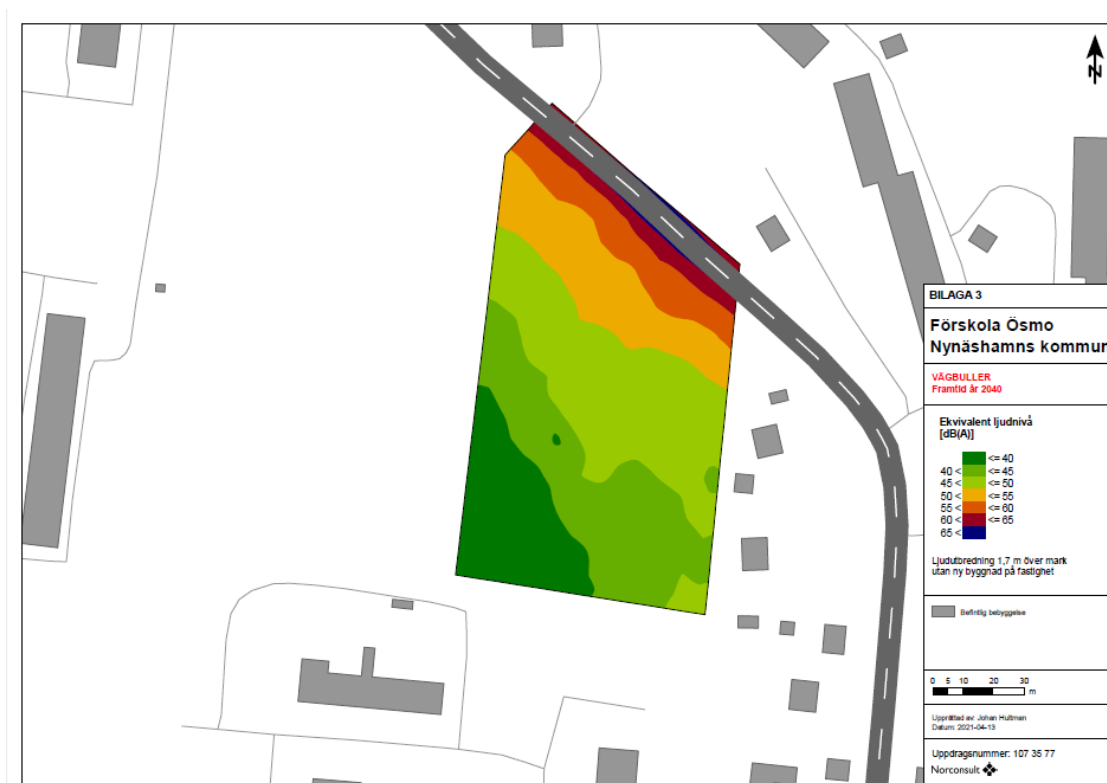 N
BILAGA 3
Förskola Ösmo
Nynäshamns kommun
VÄGBULLER
Framtid år 2040
Ekvivalent ljudnivå
[dB(A)]
<= 40
40 < <= 45
45 < <= 50
50 < <= 55
55 < <= 60
60 < <= 65
65 <
Ljudutbredning 1,7 m över mark
utan ny byggnad på fastighet
Befintlig bebyggelse
0 5 10 20 30
m
Upprättad av: Johan Hultman
Datum: 2021-04-13
Uppdragsnummer: 107 35 77
Norconsult